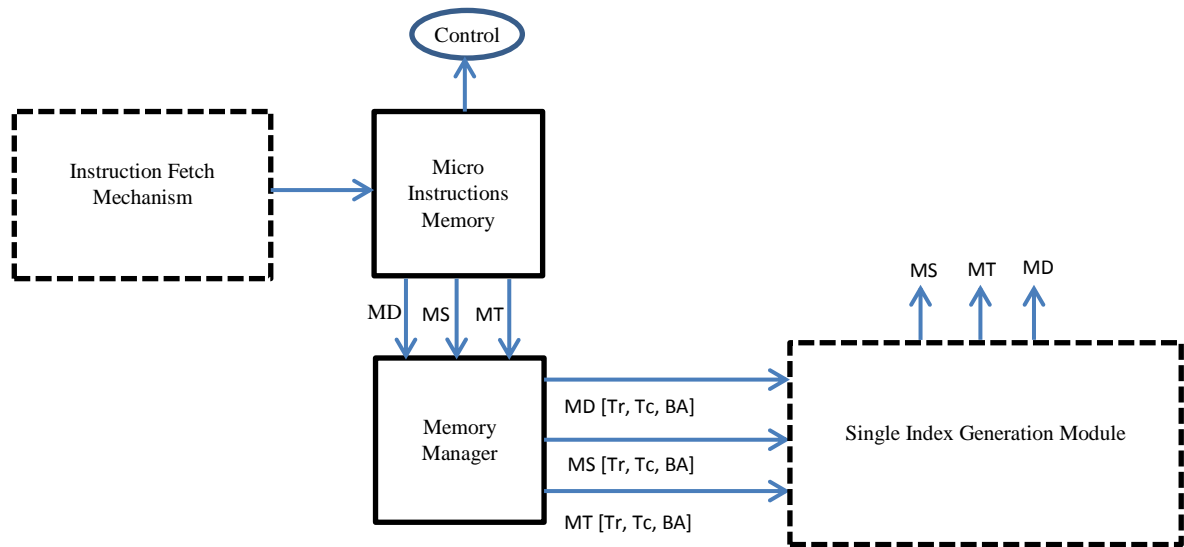 Control
Instruction Fetch
Mechanism
Micro
Instructions
Memory
MD MS MT
MS MT MD
Memory
Manager
MD [Tr, Tc, BA]
MS [Tr, Tc, BA]
MT [Tr, Tc, BA]
Single Index Generation Module